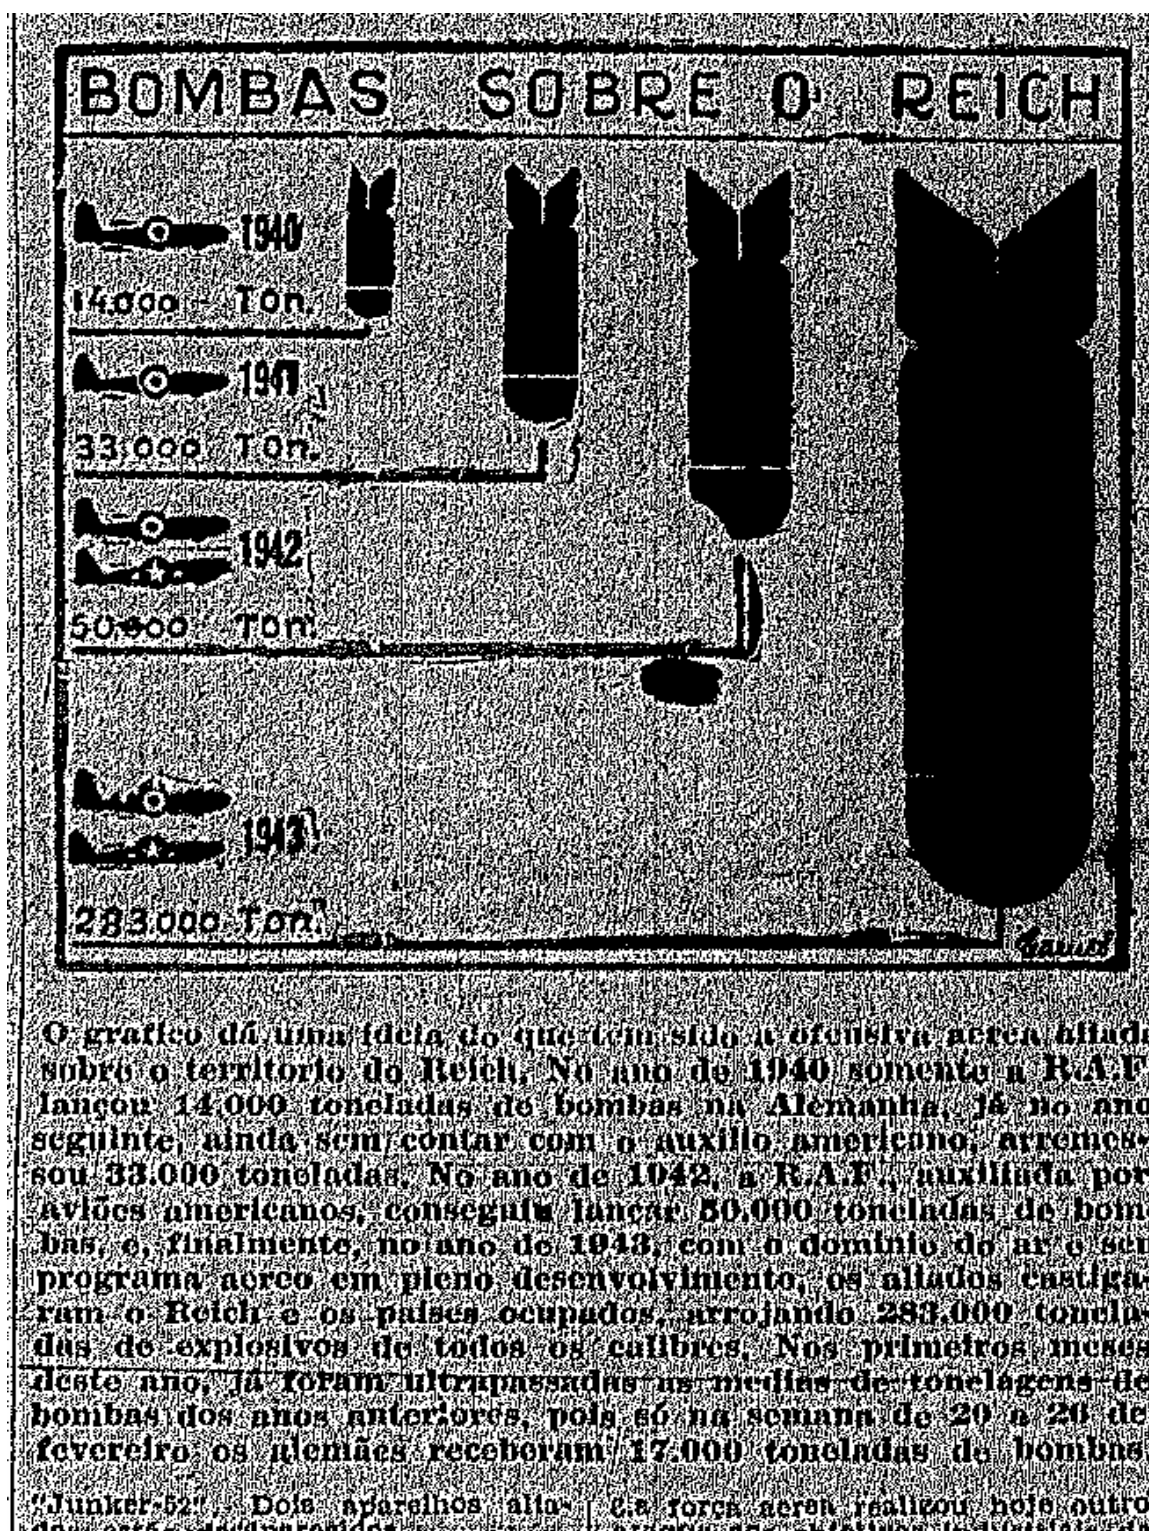 BOMBAS SOBRE O REICH
1940
14.000 - Ton.
1941
33.000 Ton.
1942
50.000 Ton.
1943
283.000 Ton.
O grafico dá uma ideia do que tem sido a ofensiva aerea aliada
sobre o territorio do Reich. No ano de 1940 somente a R.A.F
lançou 14.000 toneladas de bombas na Alemanha, já no ano
seguinte, ainda sem contar com o auxilio americano, arremes-
sou 33.000 toneladas. No ano de 1942, a R.A.F., auxiliada por
aviões americanos, conseguiu lançar 50.000 toneladas de bom-
bas, e, finalmente, no ano de 1943, com o dominio do ar e seu
programa aereo em pleno desenvolvimento, os aliados castiga-
ram o Reich e os paises ocupados, arrojando 283.000 tonela-
das de explosivos de todos os calibres. Nos primeiros meses
deste ano, já foram ultrapassadas as medias de tonelagens de
bombas dos anos anteriores, pois só na semana de 20 a 26 de
fevereiro os alemães receberam 17.000 toneladas de bombas
"Junker-52". Dois aparelhos alia-
ea força aerea realizou hoje outro